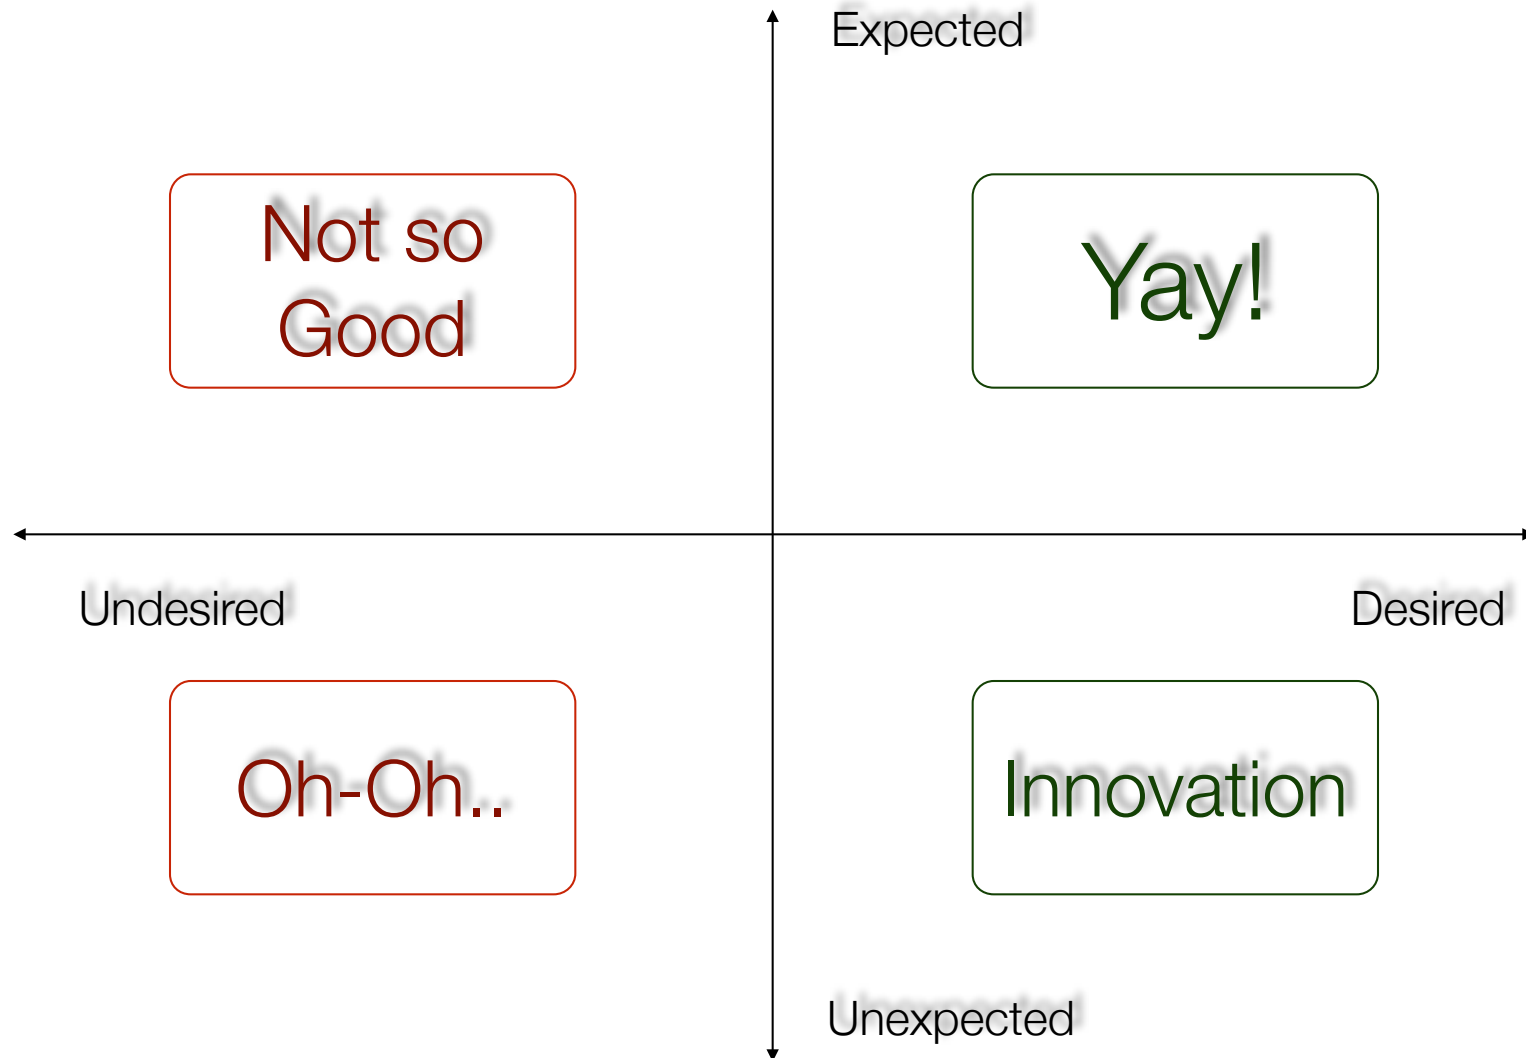 Expected
Not so
Good
Yay!
Undesired
Desired
Oh-Oh..
Innovation
Unexpected